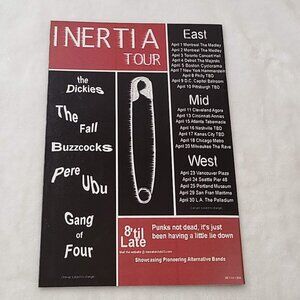 INERTIA
TOUR
the
Dickies
The
Fall
Buzzcocks
Pere
Ubu
Gang
of
Four
East
April 1 Montreal The Medley
April 2 Montreal The Medley
April 3 Toronto Concert Hall
April 4 Detroit The Majestic
April 5 Boston Cyclorama
April 7 New York Hammerstein
April 8 Philly TBD
April 9 D.C. Capitol Ballroom
April 10 Pittsburgh TBD
Mid
April 11 Cleveland Agora
April 13 Cincinnati Annies
April 15 Atlanta Tabernacle
April 16 Nashville TBD
April 17 Kansas City TBD
April 18 Chicago Metro
April 20 Milwaukee The Rave
West
April 23 Vancouver Plaza
April 24 Seattle Pier 48
April 25 Portland Museum
April 29 San Fran Maritime
April 30 L.A. The Palladium
8'til
Late
Punks not dead, it's just
been having a little lie down
Showcasing Pioneering Alternative Bands